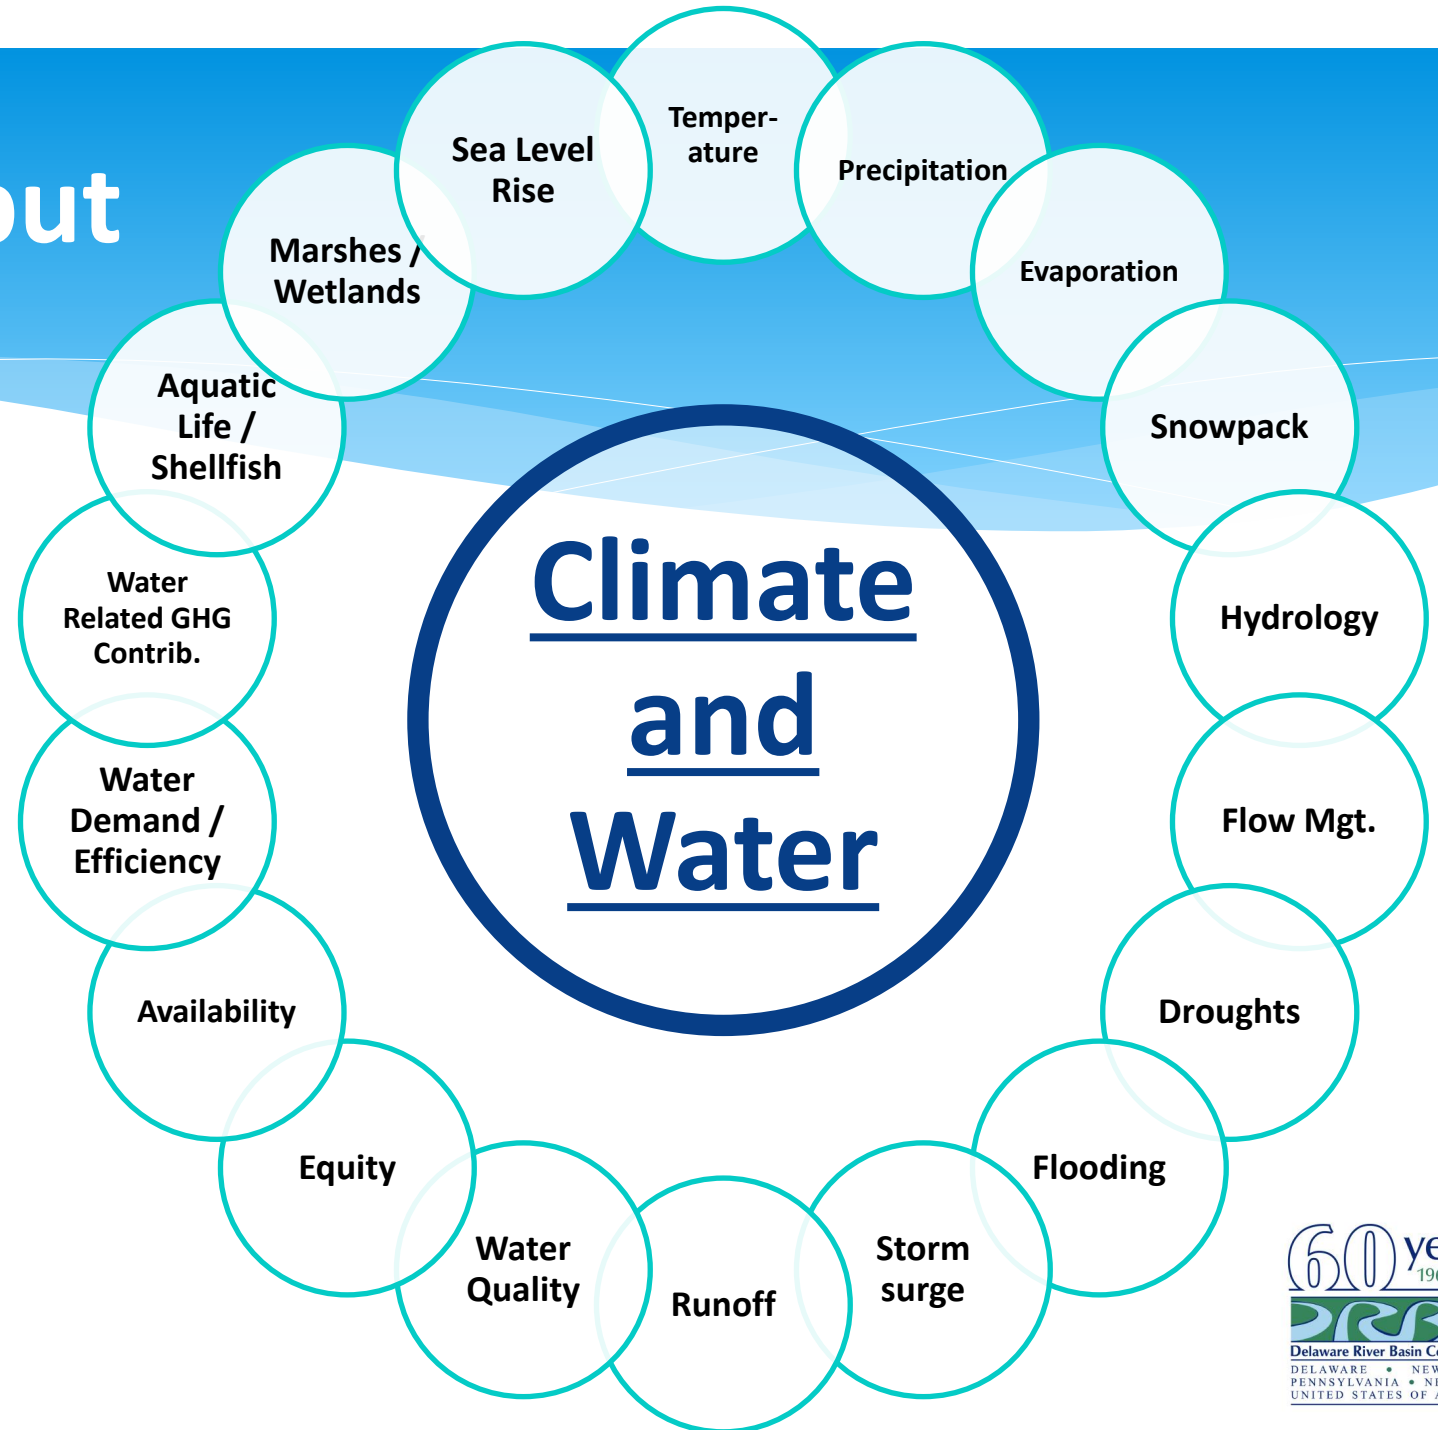 Temper-
ature
Precipitation
Evaporation
Snowpack
Hydrology
Flow Mgt.
Droughts
Flooding
Storm
surge
Runoff
Water
Quality
Equity
Availability
Water
Demand /
Efficiency
Water
Related GHG
Contrib.
Aquatic
Life /
Shellfish
Marshes /
Wetlands
Sea Level
Rise
Climate
and
Water
60
Delaware River Basin
DELAWARE •
PENNSYLVANIA •
UNITED STATES OF